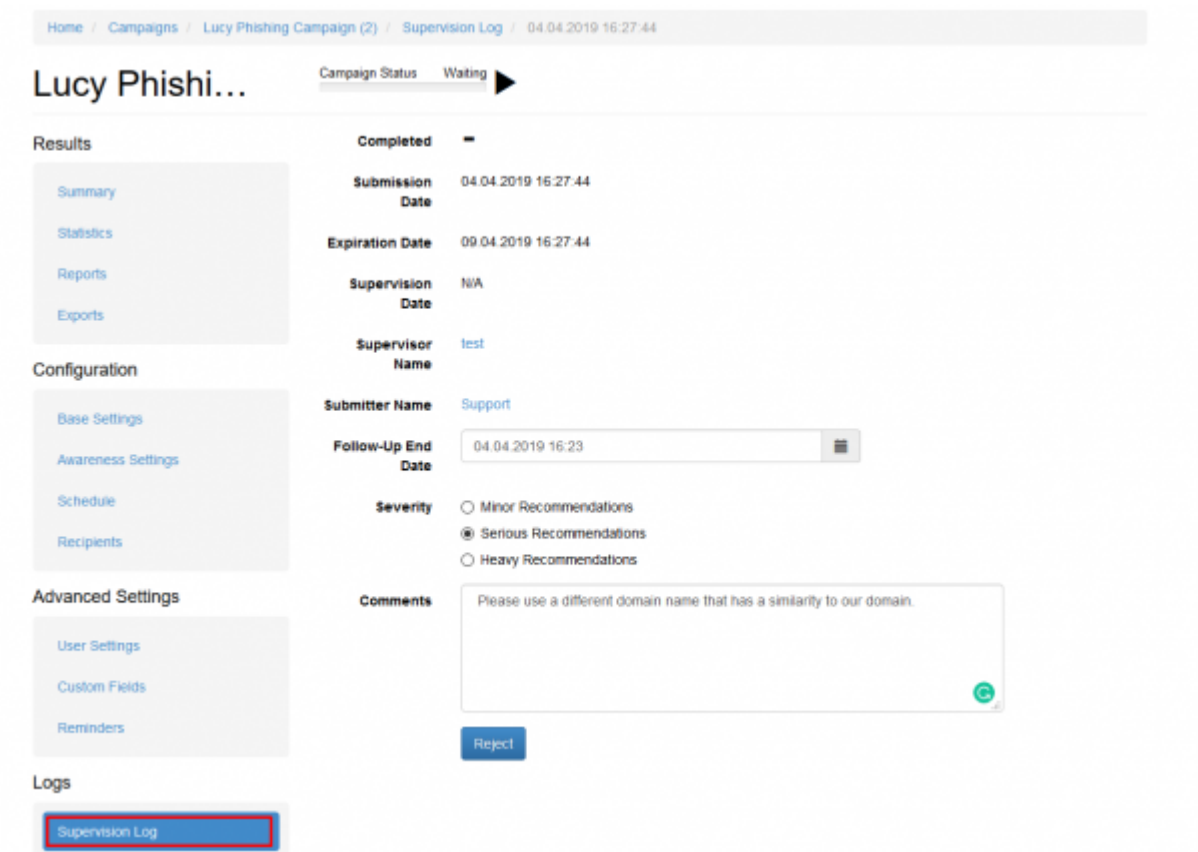 Home / Campaigns / Lucy Phishing Campaign (2) / Supervision Log / 04.04.2019 16:27:44
Lucy Phishi...
Campaign Status Waiting
Results
Summary
Statistics
Reports
Exports
Configuration
Base Settings
Awareness Settings
Schedule
Recipients
Advanced Settings
User Settings
Custom Fields
Reminders
Logs
Supervision Log
Completed -
Submission
Date
04.04.2019 16:27:44
Expiration Date 09.04.2019 16:27:44
Supervision
Date
N/A
Supervisor
Name
test
Submitter Name Support
Follow-Up End
Date
04.04.2019 16:23
Severity
Minor Recommendations
Serious Recommendations
Heavy Recommendations
Comments
Please use a different domain name that has a similarity to our domain.
Reject